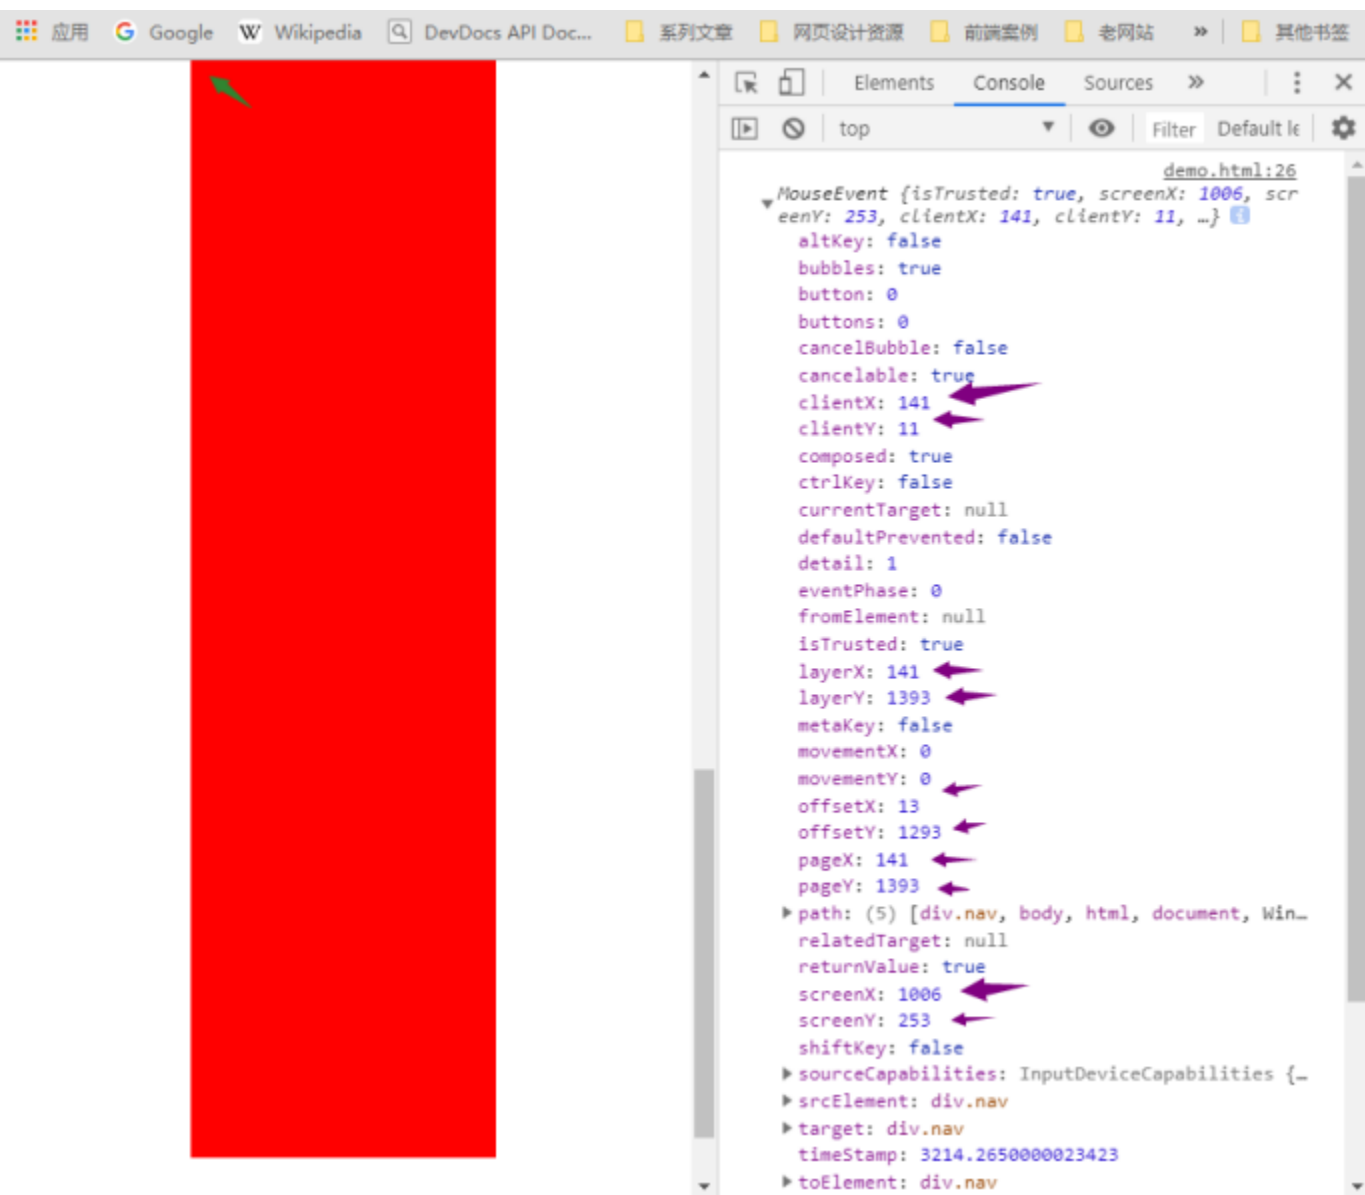 应用 Google W Wikipedia DevDocs API Doc... 系列文章 网页设计资源 前端案例 老网站 » 其他书签
Elements Console Sources »
top Filter Default le
demo.html:26
MouseEvent {isTrusted: true, screenX: 1006, scr
eenY: 253, clientX: 141, clientY: 11, …} i
altKey: false
bubbles: true
button: 0
buttons: 0
cancelBubble: false
cancelable: true
clientX: 141
clientY: 11
composed: true
ctrlKey: false
currentTarget: null
defaultPrevented: false
detail: 1
eventPhase: 0
fromElement: null
isTrusted: true
layerX: 141
layerY: 1393
metaKey: false
movementX: 0
movementY: 0
offsetX: 13
offsetY: 1293
pageX: 141
pageY: 1393
path: (5) [div.nav, body, html, document, Win…
relatedTarget: null
returnValue: true
screenX: 1006
screenY: 253
shiftKey: false
sourceCapabilities: InputDeviceCapabilities {…
srcElement: div.nav
target: div.nav
timeStamp: 3214.2650000023423
toElement: div.nav